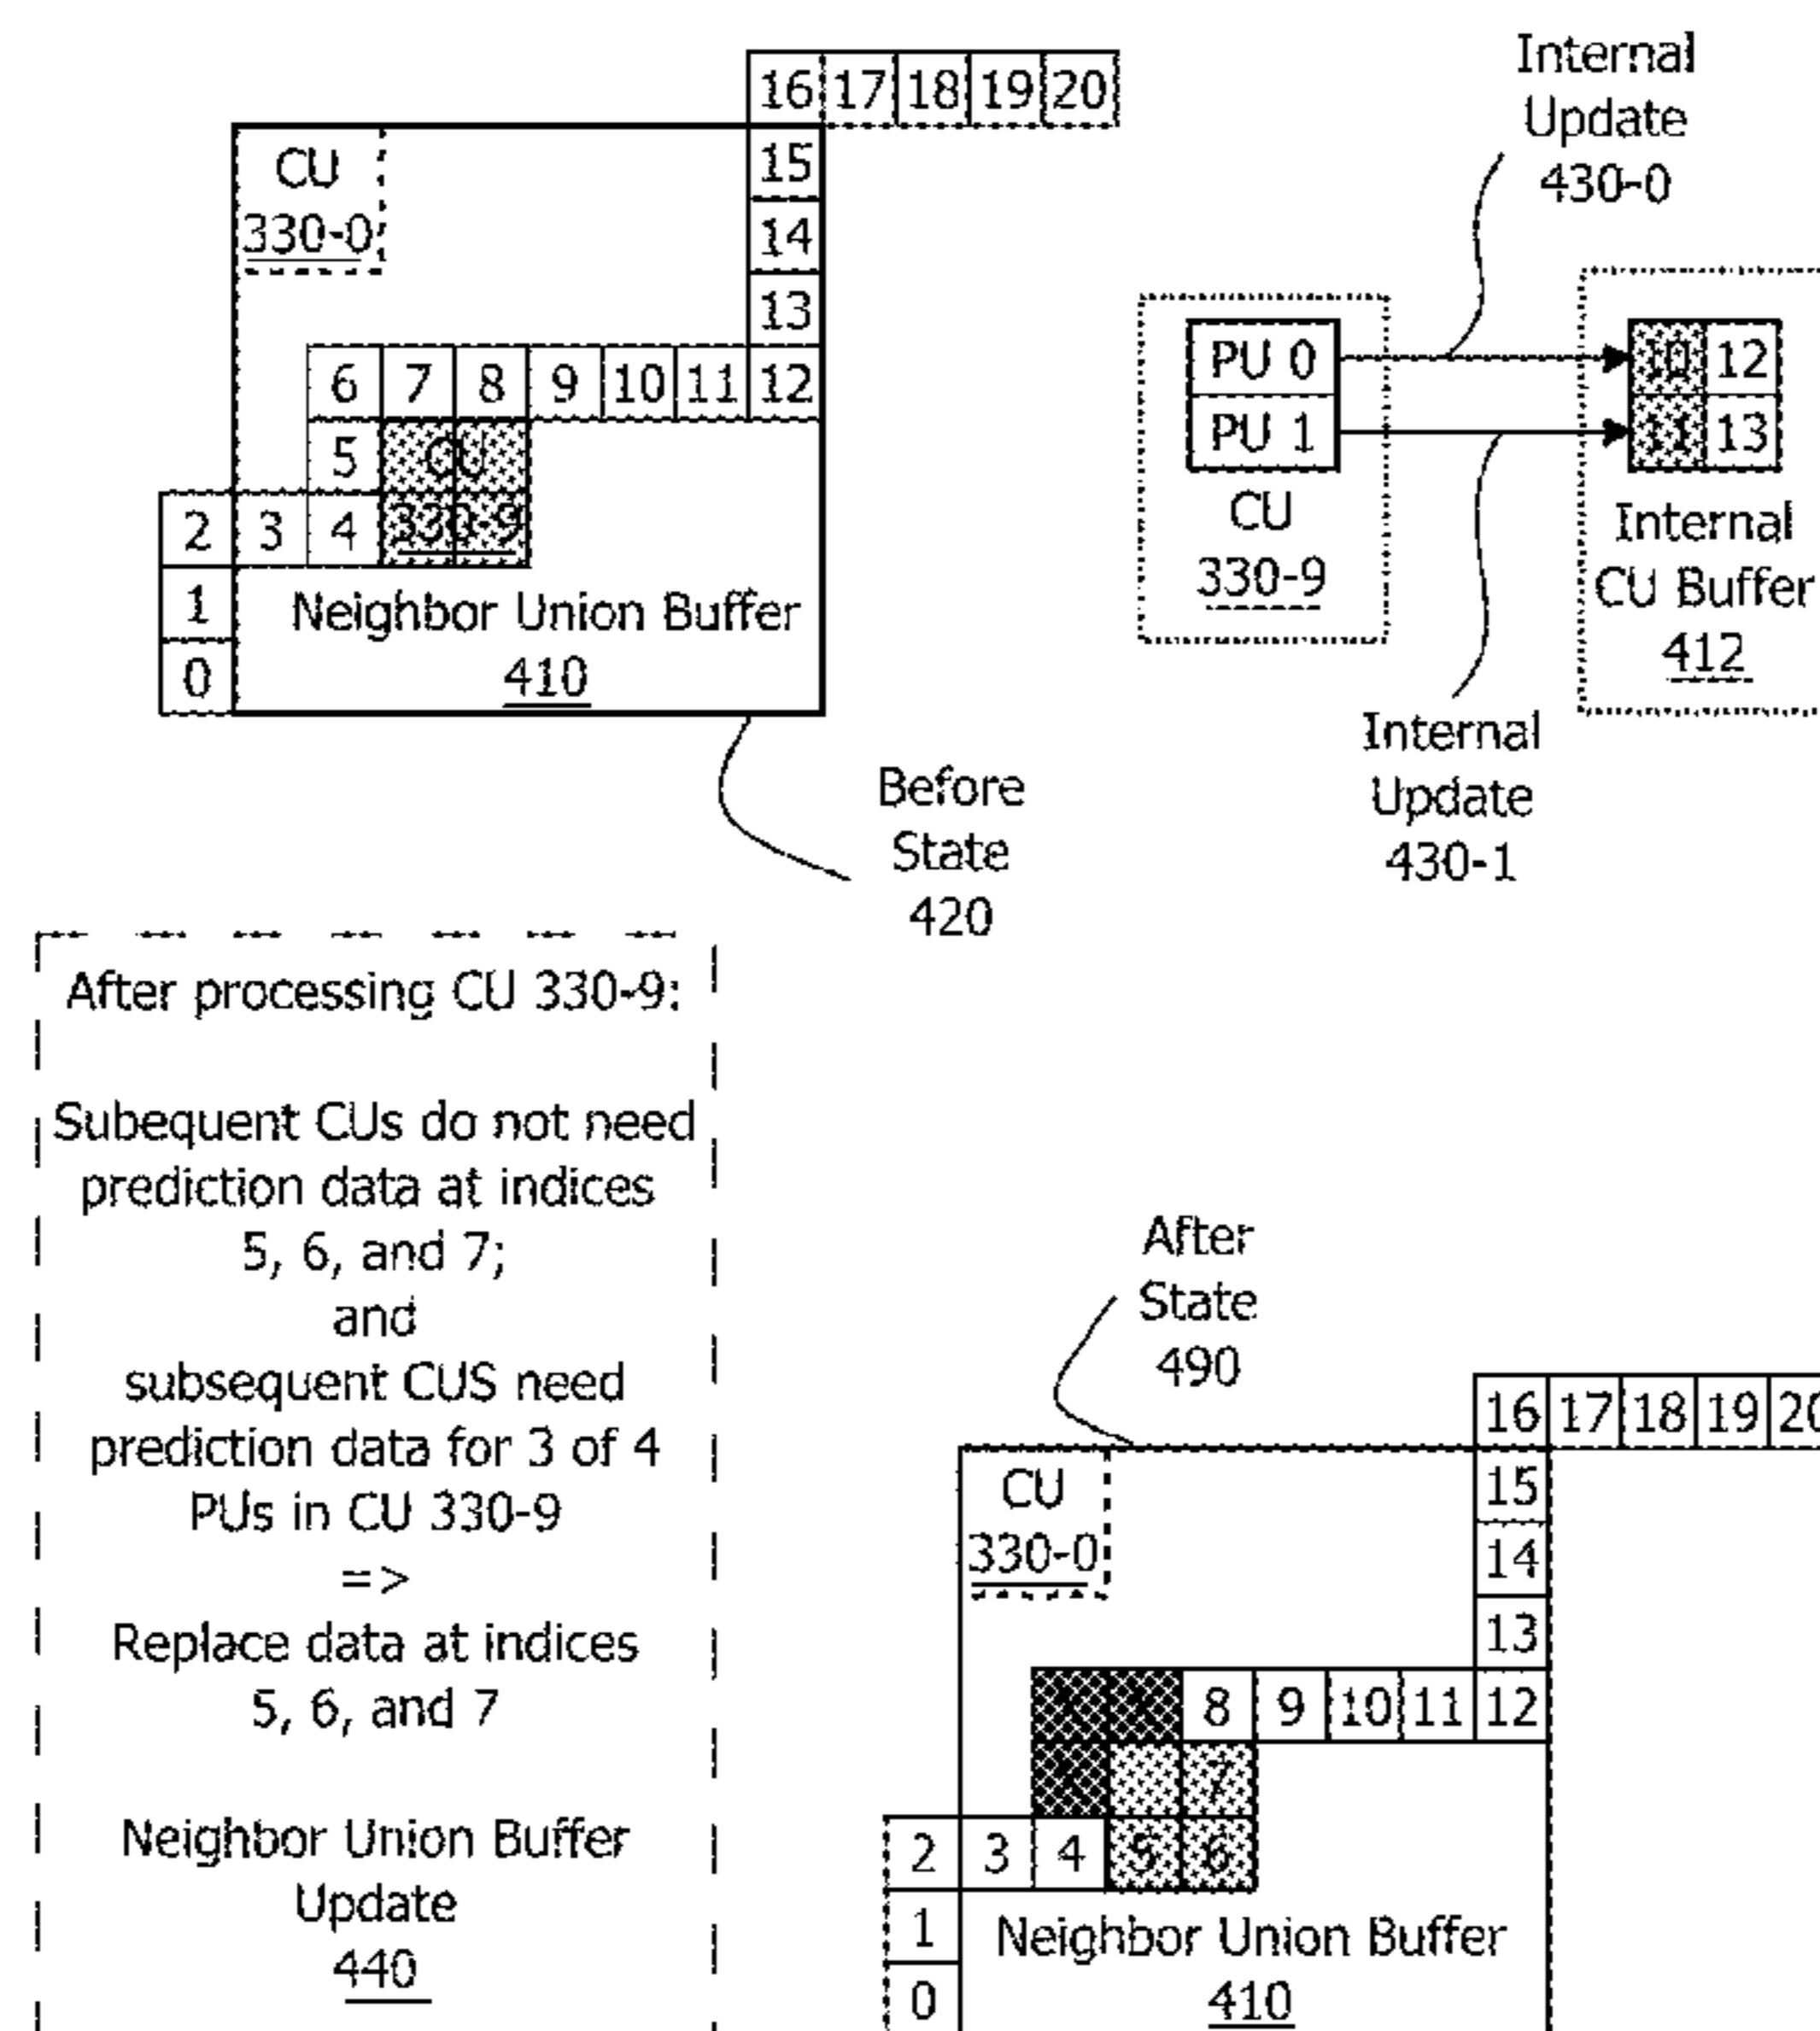 16 17 18 19 20
CU
330-0
15
14
13
6 7 8 9 10 11 12
5 CU
2 3 4 330-9
1
0
Neighbor Union Buffer
410
Before
State
420
Internal
Update
430-0
PU 0
PU 1
CU
330-9
10 12
11 13
Internal
CU Buffer
412
Internal
Update
430-1
After processing CU 330-9:
Subequent CUs do not need
prediction data at indices
5, 6, and 7;
and
subsequent CUS need
prediction data for 3 of 4
PUs in CU 330-9
=>
Replace data at indices
5, 6, and 7
Neighbor Union Buffer
Update
440
After
State
490
16 17 18 19 20
CU
330-0
15
14
13
8 9 10 11 12
7
2 3 4 5 6
1
0
Neighbor Union Buffer
410